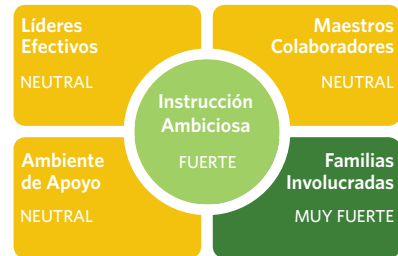 Líderes
Efectivos
NEUTRAL
Maestros
Colaboradores
NEUTRAL
Instrucción
Ambiciosa
FUERTE
Ambiente
de Apoyo
NEUTRAL
Familias
Involucradas
MUY FUERTE